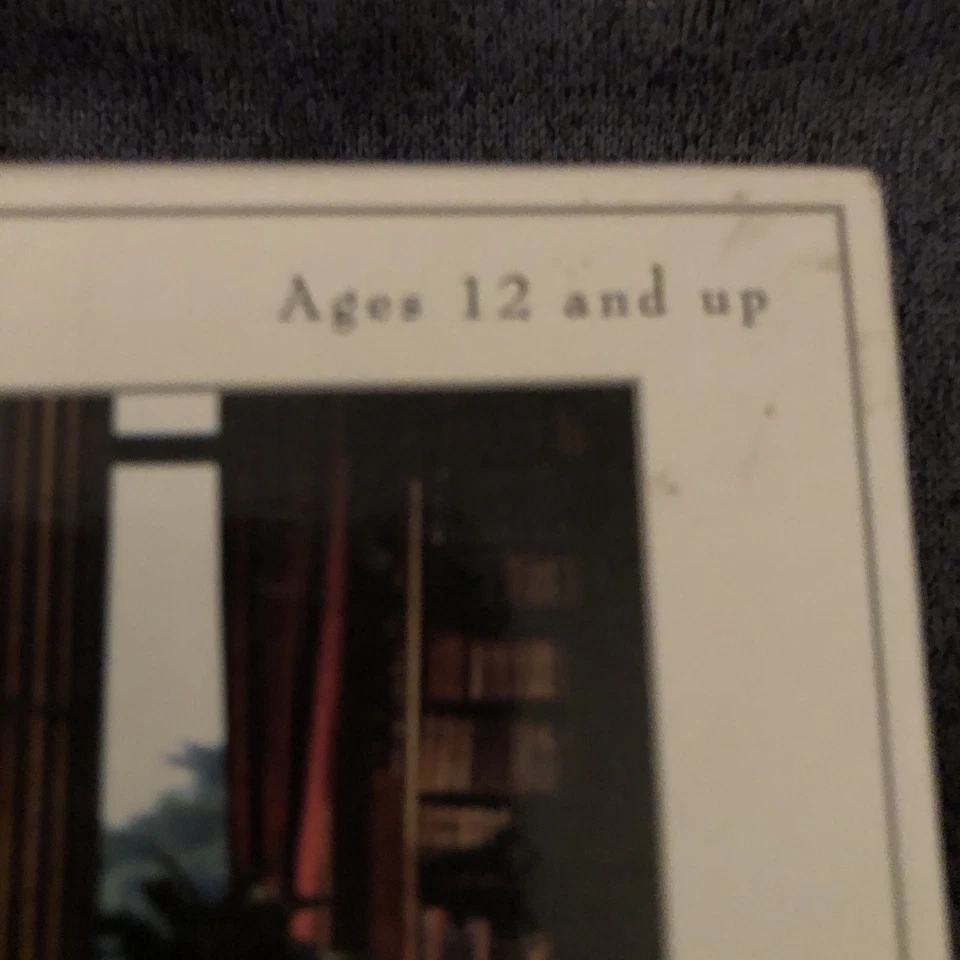 Ages 12 and up